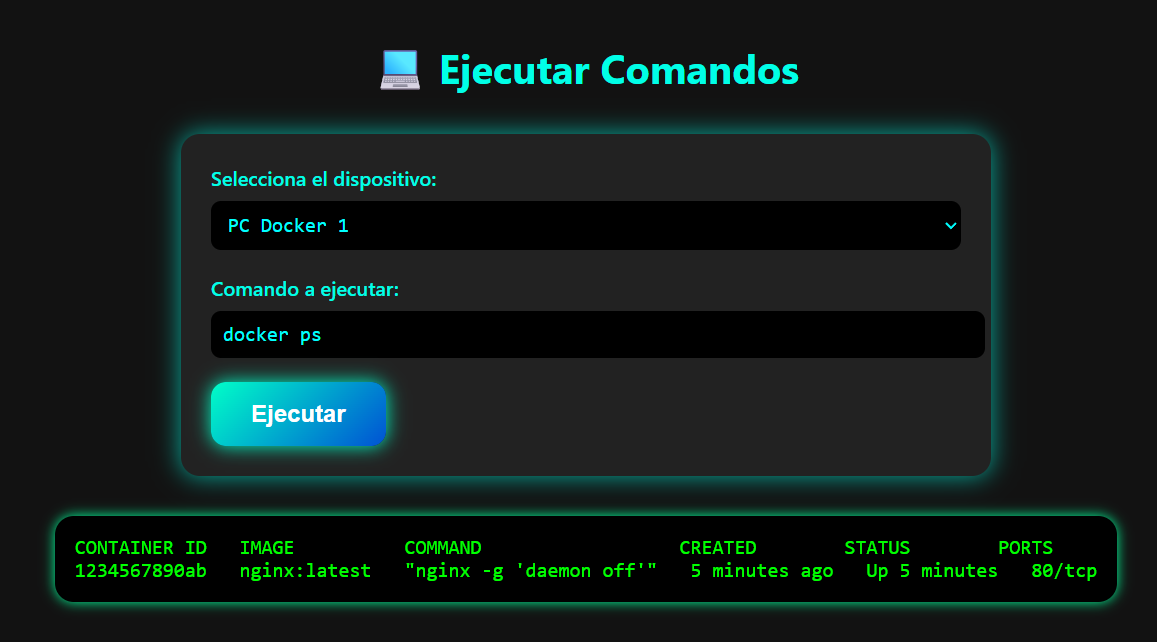 Ejecutar Comandos
Selecciona el dispositivo:
PC Docker 1
Comando a ejecutar:
docker ps
Ejecutar
CONTAINER ID   IMAGE          COMMAND                  CREATED        STATUS        PORTS
1234567890ab   nginx:latest   "nginx -g 'daemon off'"   5 minutes ago   Up 5 minutes   80/tcp